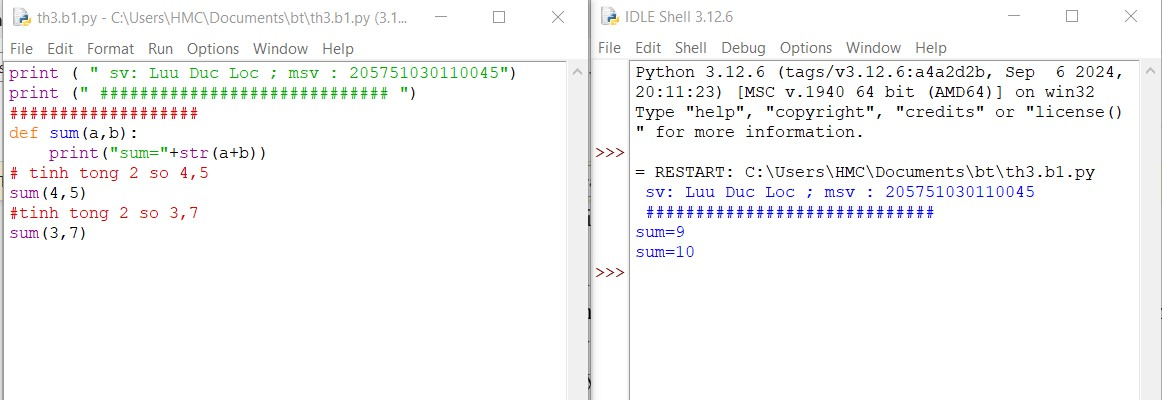 th3.b1.py - C:\Users\HMC\Documents\bt\th3.b1.py (3.1...
File Edit Format Run Options Window Help
print ( " sv: Luu Duc Loc ; msv : 205751030110045")
print (" ############################# ")
###################
def sum(a,b):
    print("sum="+str(a+b))
# tinh tong 2 so 4,5
sum(4,5)
#tinh tong 2 so 3,7
sum(3,7)
IDLE Shell 3.12.6
File Edit Shell Debug Options Window Help
Python 3.12.6 (tags/v3.12.6:a4a2d2b, Sep  6 2024,
20:11:23) [MSC v.1940 64 bit (AMD64)] on win32
Type "help", "copyright", "credits" or "license()
" for more information.
>>>
= RESTART: C:\Users\HMC\Documents\bt\th3.b1.py
 sv: Luu Duc Loc ; msv : 205751030110045
 #############################
sum=9
sum=10
>>>